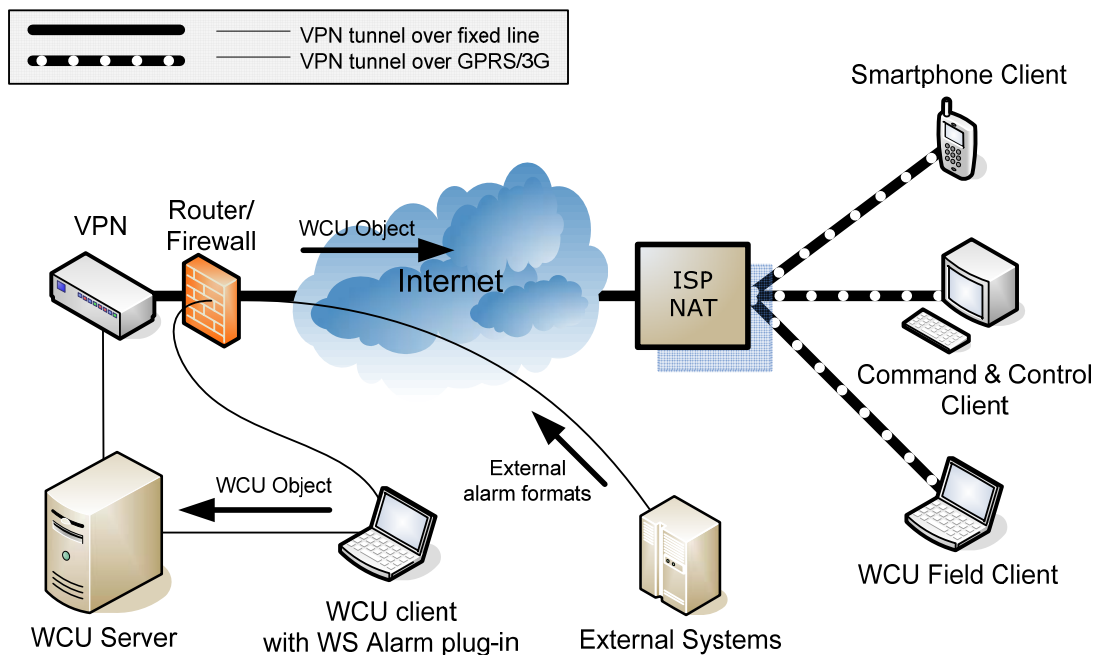 VPN tunnel over fixed line
VPN tunnel over GPRS/3G
Smartphone Client
VPN
Router/
Firewall
WCU Object
Internet
ISP
NAT
Command & Control
Client
External
alarm formats
WCU Object
WCU Server
WCU client
with WS Alarm plug-in
External Systems
WCU Field Client